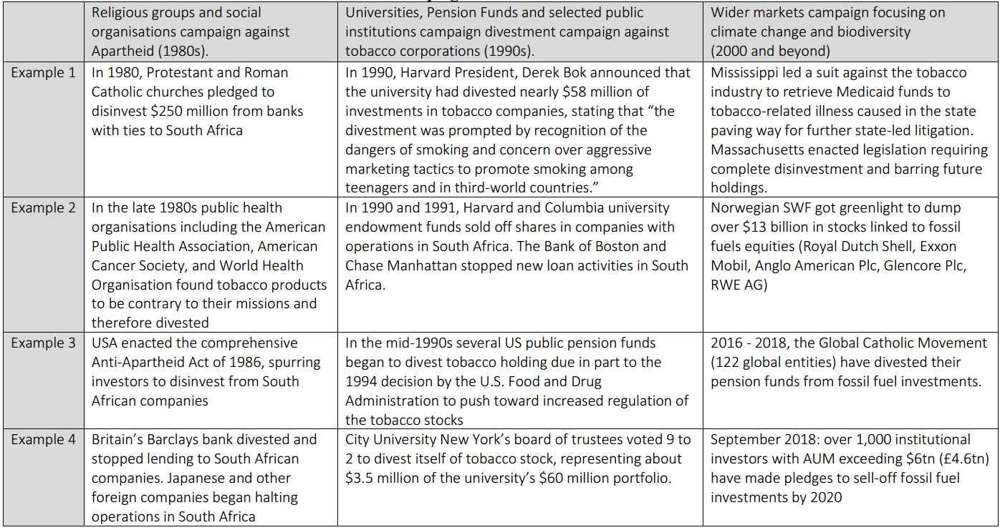 Religious groups and social
organisations campaign against
Apartheid (1980s).
Universities, Pension Funds and selected public
institutions campaign divestment campaign against
tobacco corporations (1990s).
Wider markets campaign focusing on
climate change and biodiversity
(2000 and beyond)
Example 1
In 1980, Protestant and Roman
Catholic churches pledged to
disinvest $250 million from banks
with ties to South Africa
In 1990, Harvard President, Derek Bok announced that
the university had divested nearly $58 million of
investments in tobacco companies, stating that “the
divestment was prompted by recognition of the
dangers of smoking and concern over aggressive
marketing tactics to promote smoking among
teenagers and in third-world countries.”
Mississippi led a suit against the tobacco
industry to retrieve Medicaid funds to
tobacco-related illness caused in the state
paving way for further state-led litigation.
Massachusetts enacted legislation requiring
complete disinvestment and barring future
holdings.
Example 2
In the late 1980s public health
organisations including the American
Public Health Association, American
Cancer Society, and World Health
Organisation found tobacco products
to be contrary to their missions and
therefore divested
In 1990 and 1991, Harvard and Columbia university
endowment funds sold off shares in companies with
operations in South Africa. The Bank of Boston and
Chase Manhattan stopped new loan activities in South
Africa.
Norwegian SWF got greenlight to dump
over $13 billion in stocks linked to fossil
fuels equities (Royal Dutch Shell, Exxon
Mobil, Anglo American Plc, Glencore Plc,
RWE AG)
Example 3
USA enacted the comprehensive
Anti-Apartheid Act of 1986, spurring
investors to disinvest from South
African companies
In the mid-1990s several US public pension funds
began to divest tobacco holding due in part to the
1994 decision by the U.S. Food and Drug
Administration to push toward increased regulation of
the tobacco stocks
2016 - 2018, the Global Catholic Movement
(122 global entities) have divested their
pension funds from fossil fuel investments.
Example 4
Britain’s Barclays bank divested and
stopped lending to South African
companies. Japanese and other
foreign companies began halting
operations in South Africa
City University New York’s board of trustees voted 9 to
2 to divest itself of tobacco stock, representing about
$3.5 million of the university’s $60 million portfolio.
September 2018: over 1,000 institutional
investors with AUM exceeding $6tn (£4.6tn)
have made pledges to sell-off fossil fuel
investments by 2020